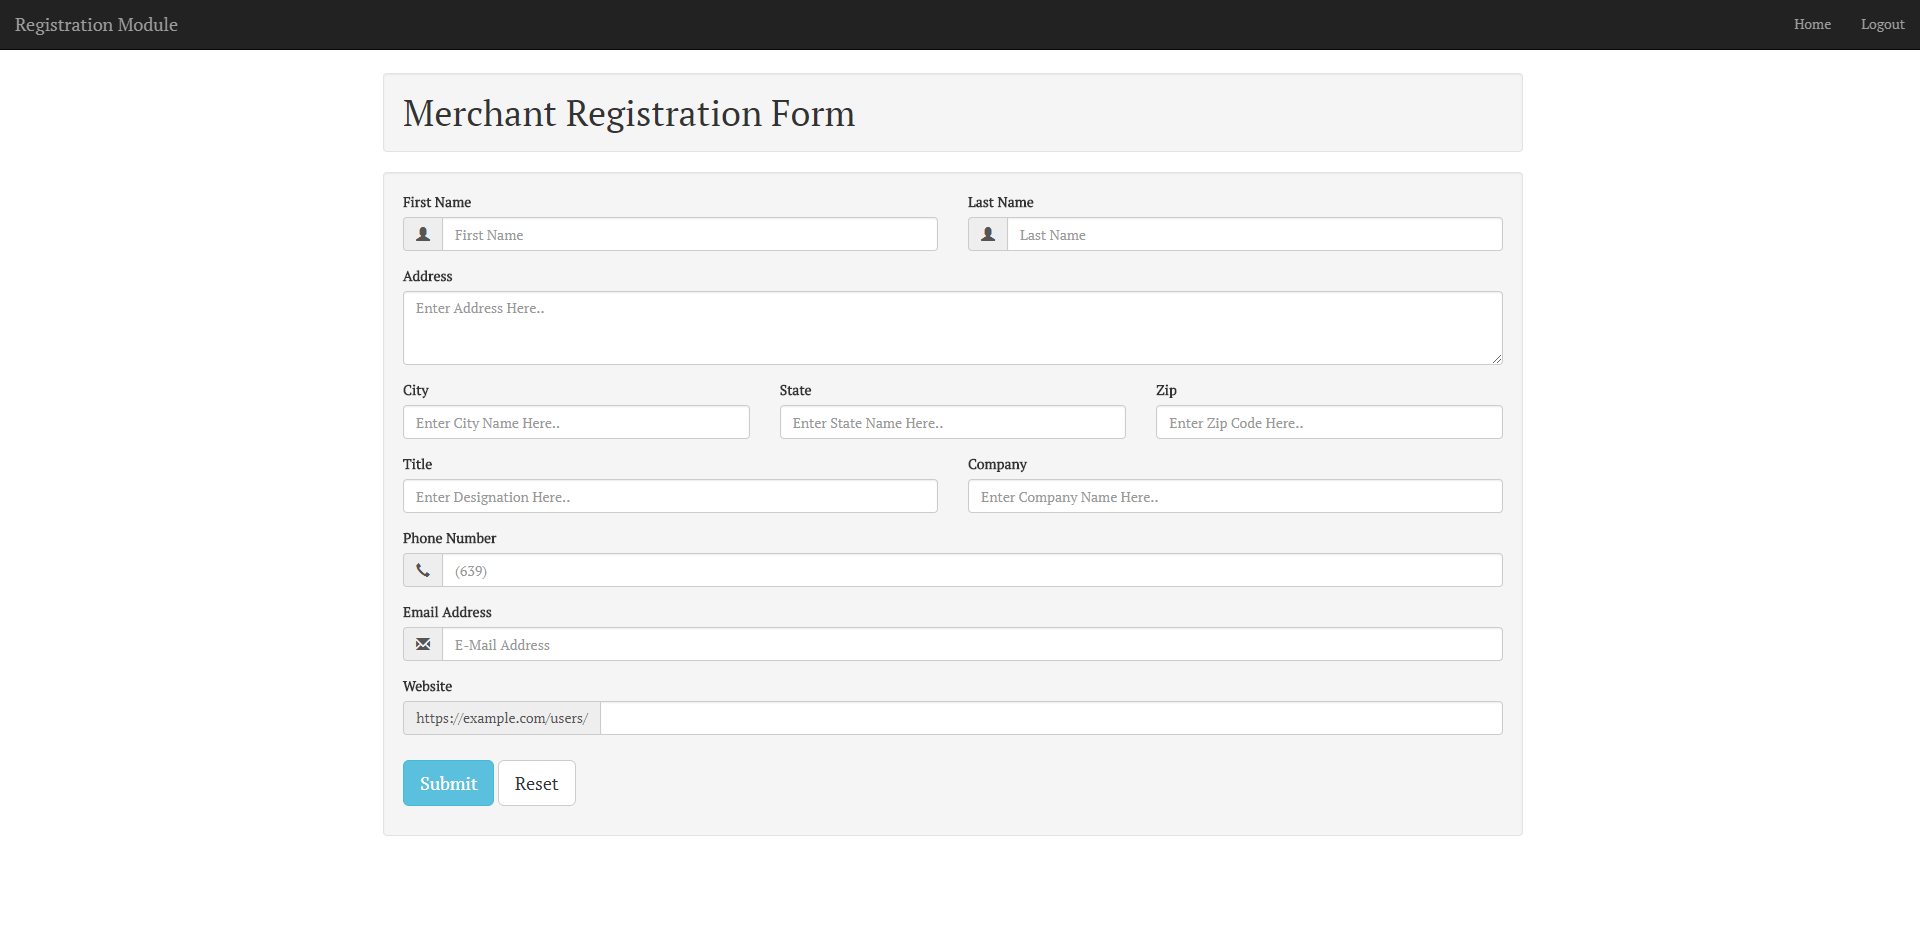 Registration Module Home Logout
Merchant Registration Form
First Name Last Name
First Name Last Name
Address
Enter Address Here..
City State Zip
Enter City Name Here.. Enter State Name Here.. Enter Zip Code Here..
Title Company
Enter Designation Here.. Enter Company Name Here..
Phone Number
(639)
Email Address
E-Mail Address
Website
https://example.com/users/
Submit Reset